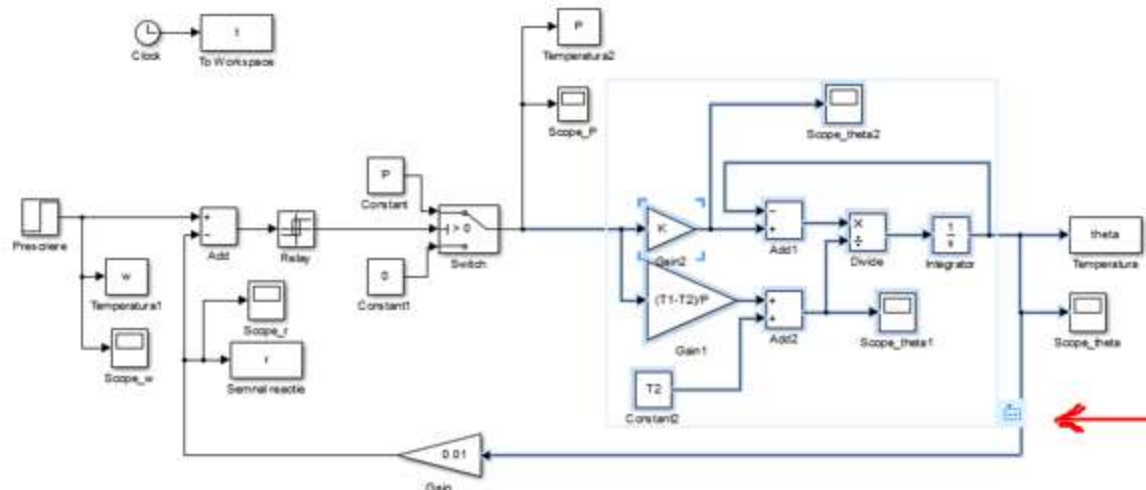 t
Clock
To Workspace
P
Temperatura2
Scope_P
Scope_theta2
P
Constant
Prescriere
+
−
Add
Relay
> 0
Switch
0
Constant1
w
Temperatura1
Scope_w
Scope_r
r
Semnal reactie
K
Gain2
(T1-T2)/P
Gain1
−
+
Add1
×
÷
Divide
1
s
Integrator
theta
Temperatura
+
+
Add2
Scope_theta1
Scope_theta
T2
Constant2
0.01
Gain